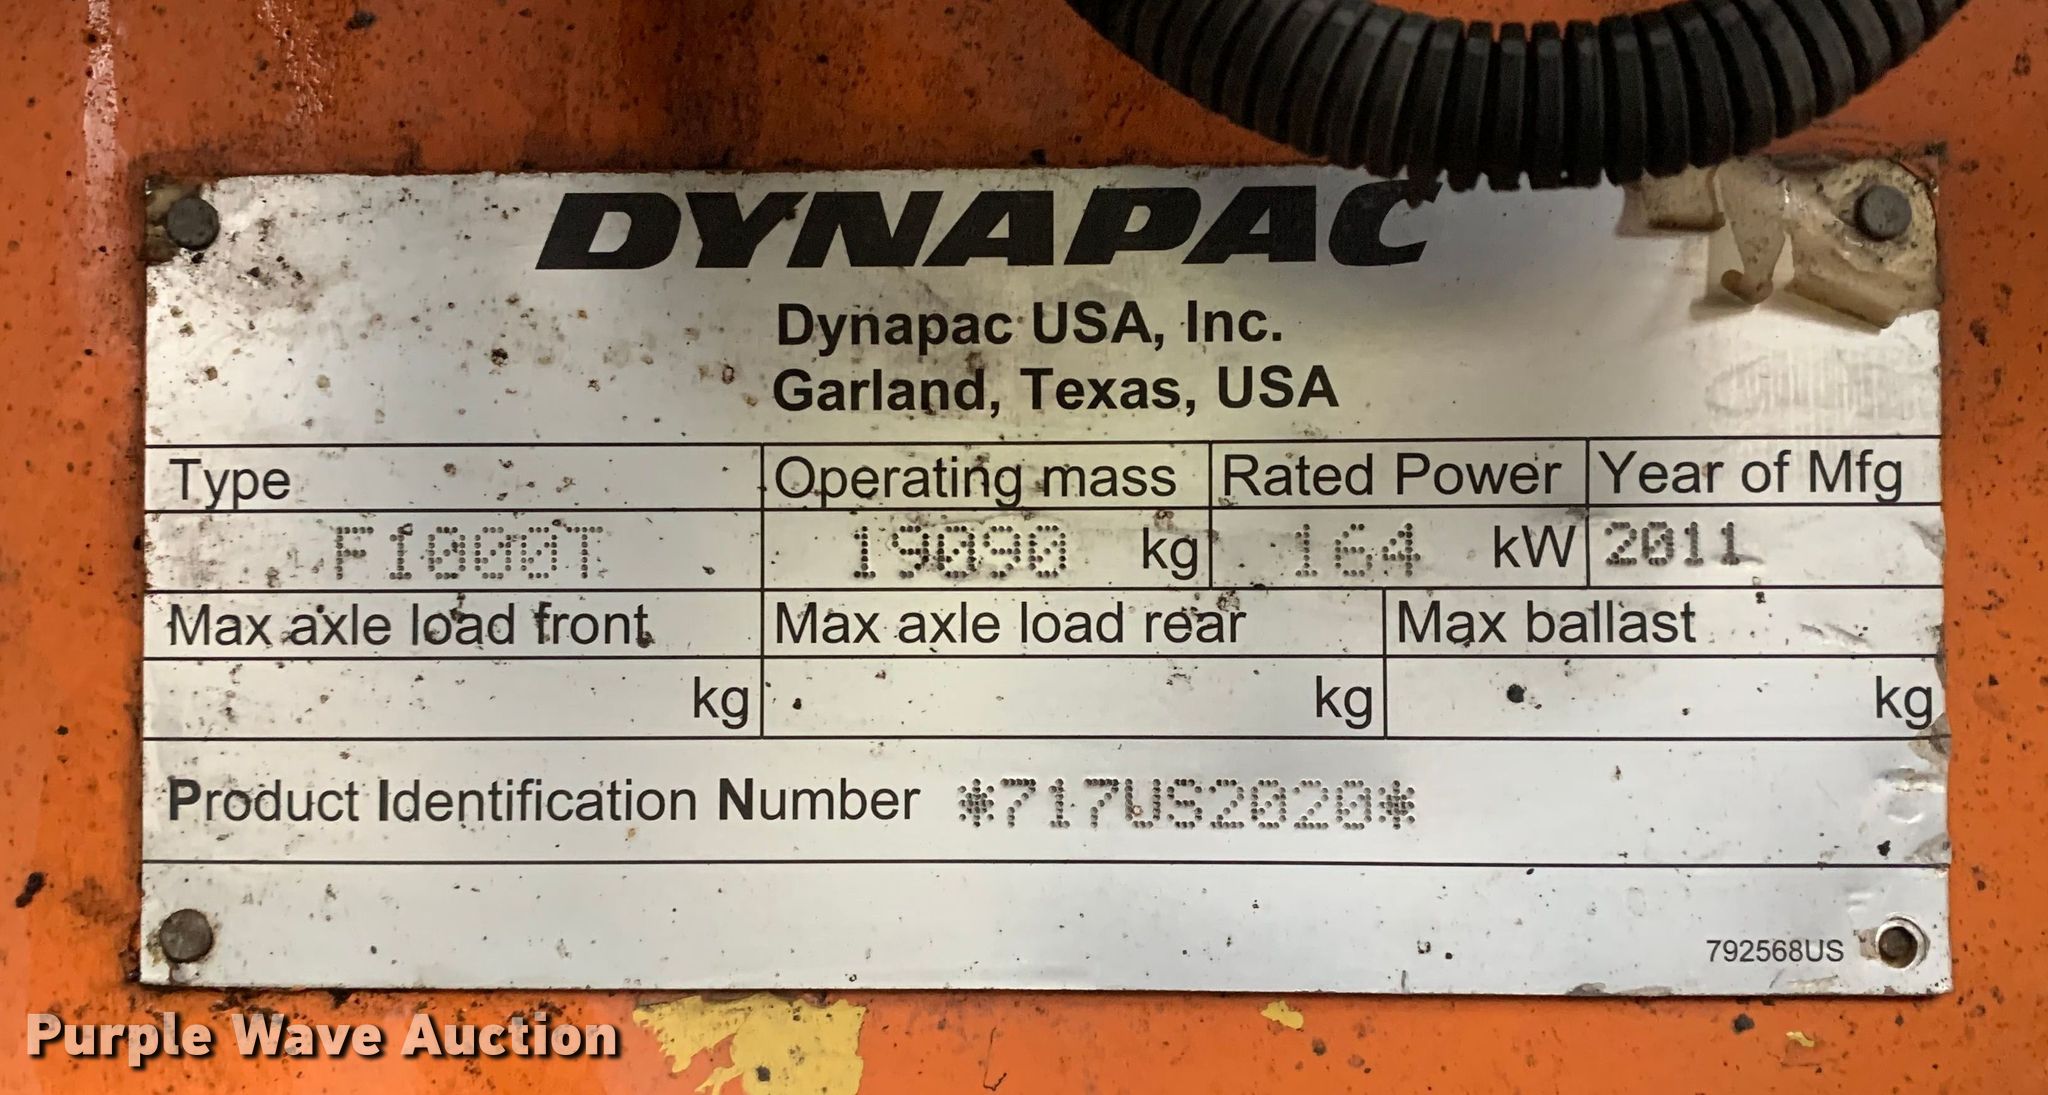 DYNAPAC
Dynapac USA, Inc.
Garland, Texas, USA
Type Operating mass Rated Power Year of Mfg
F1000T 19090 kg 164 kW 2011
Max axle load front Max axle load rear Max ballast
kg kg kg
Product Identification Number *717US2020*
792568US
Purple Wave Auction